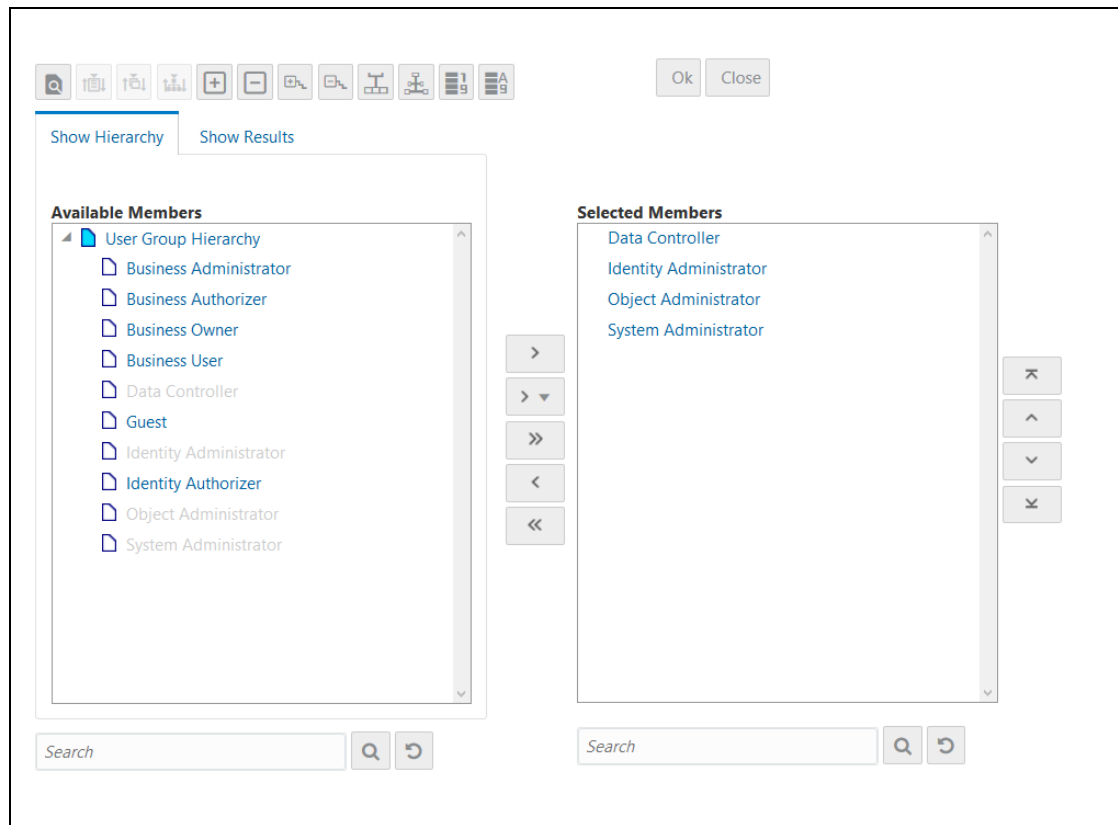 Ok Close
Show Hierarchy Show Results
Available Members
User Group Hierarchy
Business Administrator
Business Authorizer
Business Owner
Business User
Data Controller
Guest
Identity Administrator
Identity Authorizer
Object Administrator
System Administrator
Search
Selected Members
Data Controller
Identity Administrator
Object Administrator
System Administrator
Search